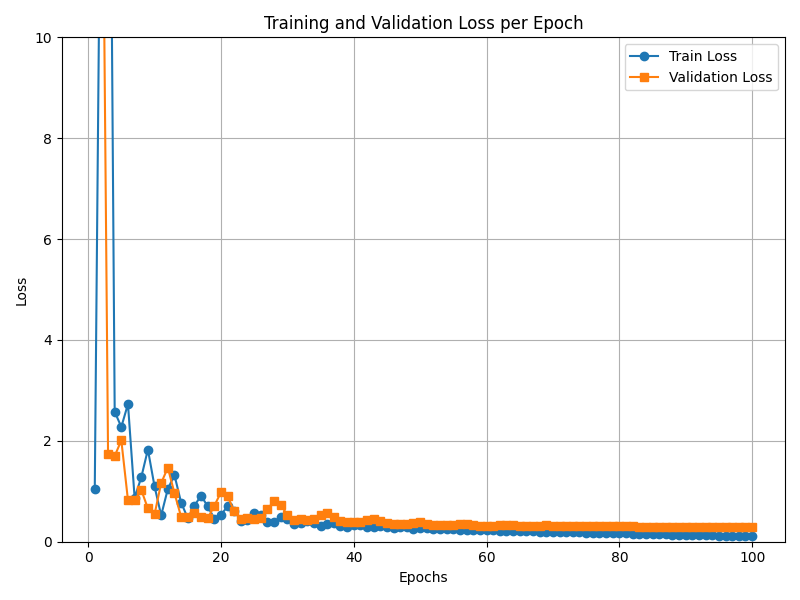 Training and Validation Loss per Epoch
10
8
6
4
2
0
Loss
Train Loss
Validation Loss
0 20 40 60 80 100
Epochs